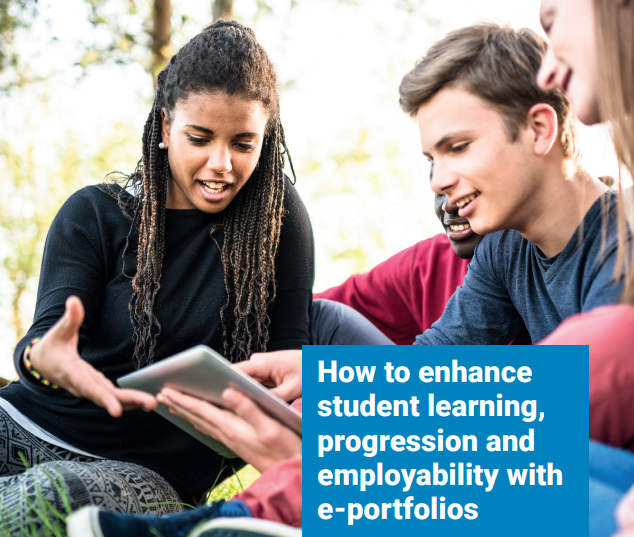 How to enhance
student learning,
progression and
employability with
e-portfolios